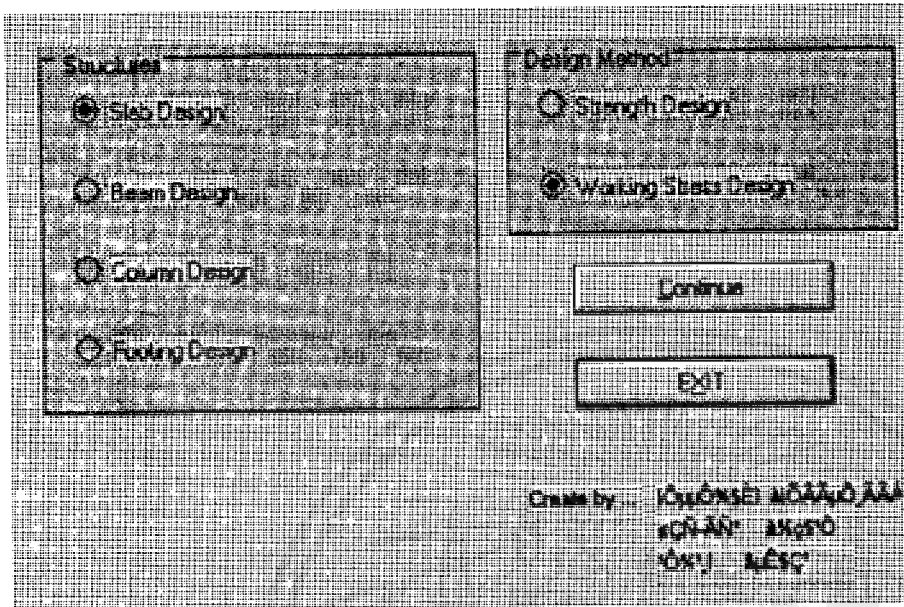 Structures
Slab Design
Beam Design
Column Design
Footing Design
Design Method
Strength Design
Working Stress Design
Continue
EXIT
Create by ...